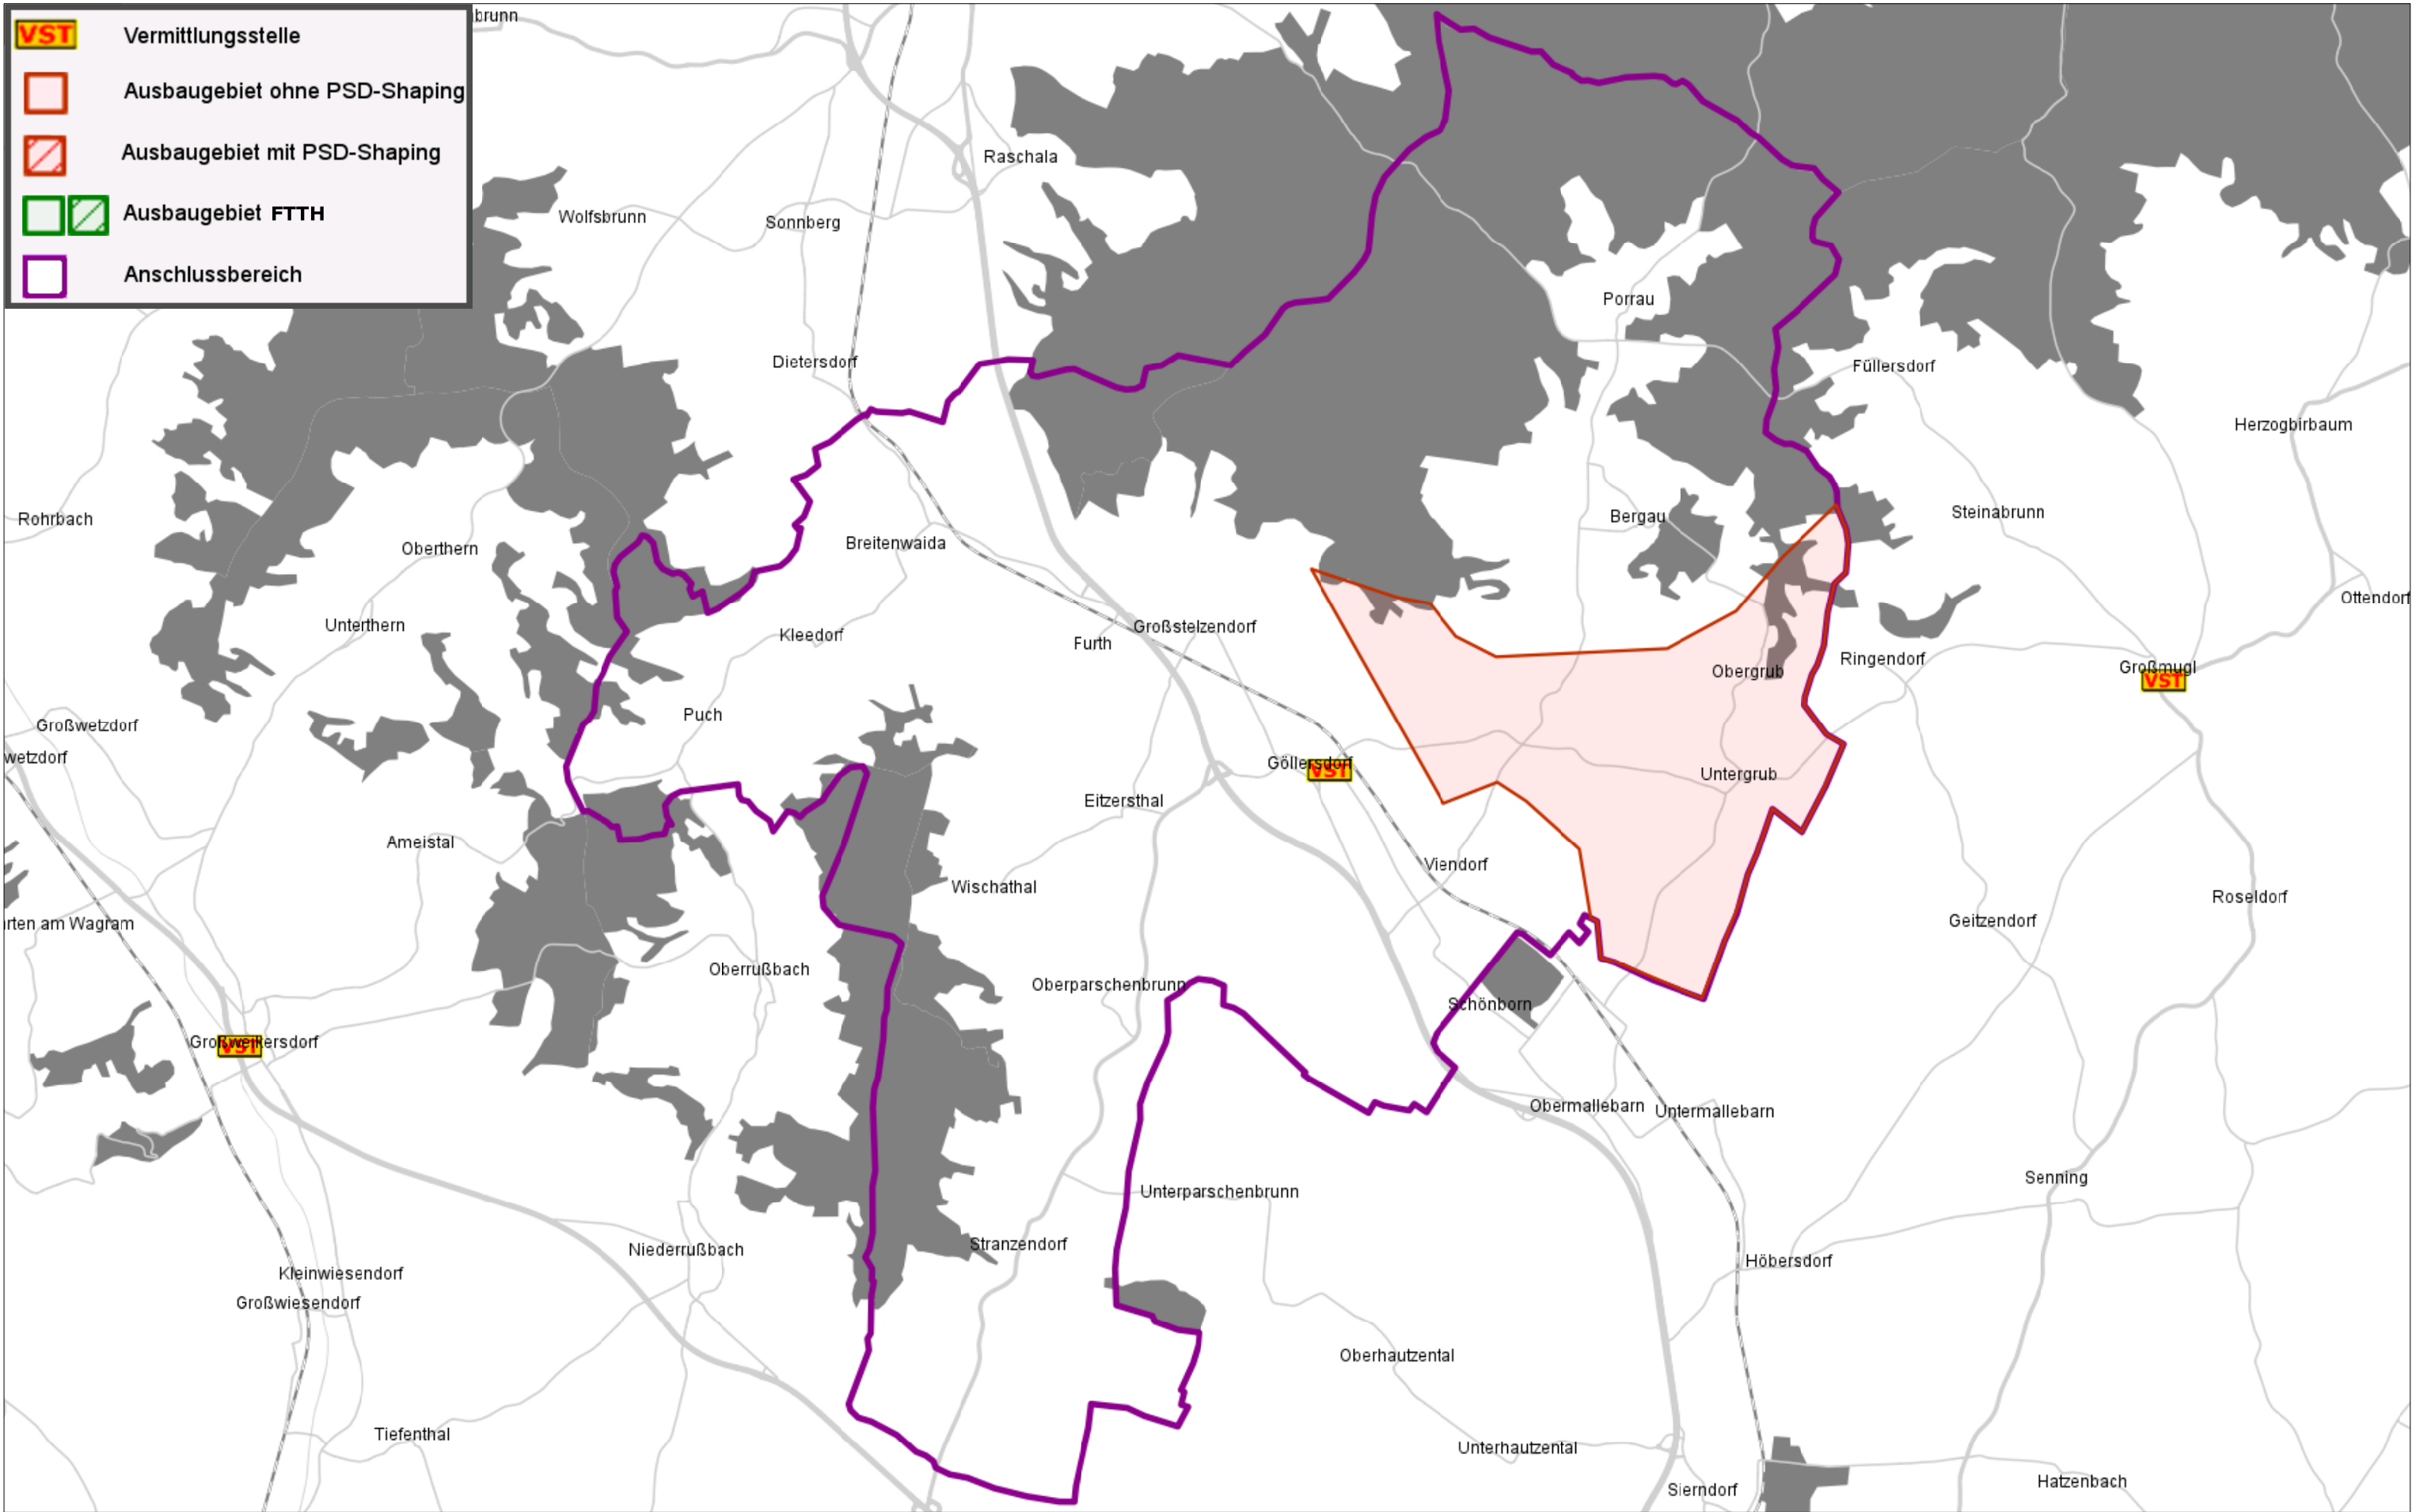 VST Vermittlungsstelle
Ausbaugebiet ohne PSD-Shaping
Ausbaugebiet mit PSD-Shaping
Ausbaugebiet FTTH
Anschlussbereich
brunn
Raschala
Wolfsbrunn
Sonnberg
Porrau
Dietersdorf
Füllersdorf
Herzogbirbaum
Rohrbach
Oberthern
Breitenwaida
Bergau
Steinabrunn
Ottendorf
Unterthern
Kleedorf
Furth
Großstelzendorf
Obergrub
Ringendorf
Großmugl
VST
Großwetzdorf
Puch
wetzdorf
Göllersdorf
VST
Untergrub
Eitzersthal
Ameistal
Viendorf
Wischathal
Roseldorf
rten am Wagram
Geitzendorf
Oberrußbach
Oberparschenbrunn
Schönborn
Großweikersdorf
VST
Obermallebarn
Untermallebarn
Senning
Unterparschenbrunn
Niederrußbach
Stranzendorf
Höbersdorf
Kleinwiesendorf
Großwiesendorf
Oberhautzental
Tiefenthal
Unterhautzental
Sierndorf
Hatzenbach